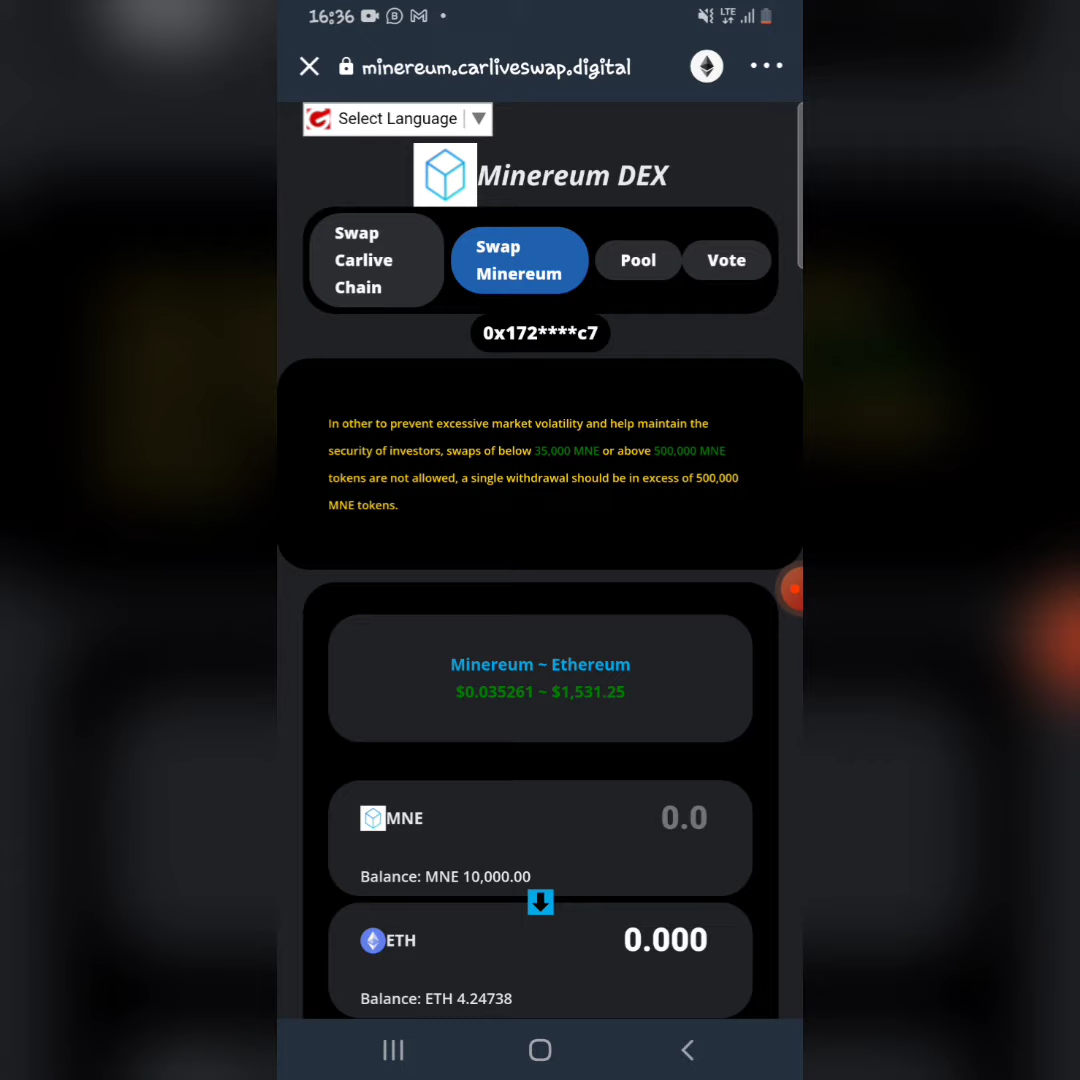 16:36 LTE
minereum.carliveswap.digital
Select Language
Minereum DEX
Swap
Carlive
Chain
Swap
Minereum
Pool
Vote
0x172****c7
In other to prevent excessive market volatility and help maintain the
security of investors, swaps of below 35,000 MNE or above 500,000 MNE
tokens are not allowed, a single withdrawal should be in excess of 500,000
MNE tokens.
Minereum ~ Ethereum
$0.035261 ~ $1,531.25
MNE 0.0
Balance: MNE 10,000.00
ETH 0.000
Balance: ETH 4.24738